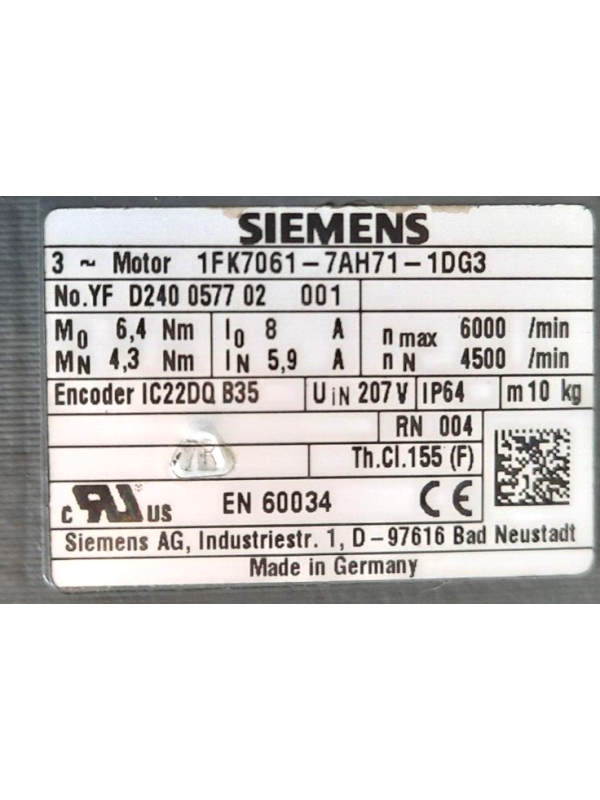 SIEMENS
3 ~ Motor 1FK7061-7AH71-1DG3
No.YF D240 0577 02 001
M0 6,4 Nm I0 8 A n max 6000 /min
MN 4,3 Nm IN 5,9 A n N 4500 /min
Encoder IC22DQ B35 U iN 207 V IP64 m 10 kg
RN 004
Th.Cl.155 (F)
c RU US EN 60034 CE
Siemens AG, Industriestr. 1, D-97616 Bad Neustadt
Made in Germany